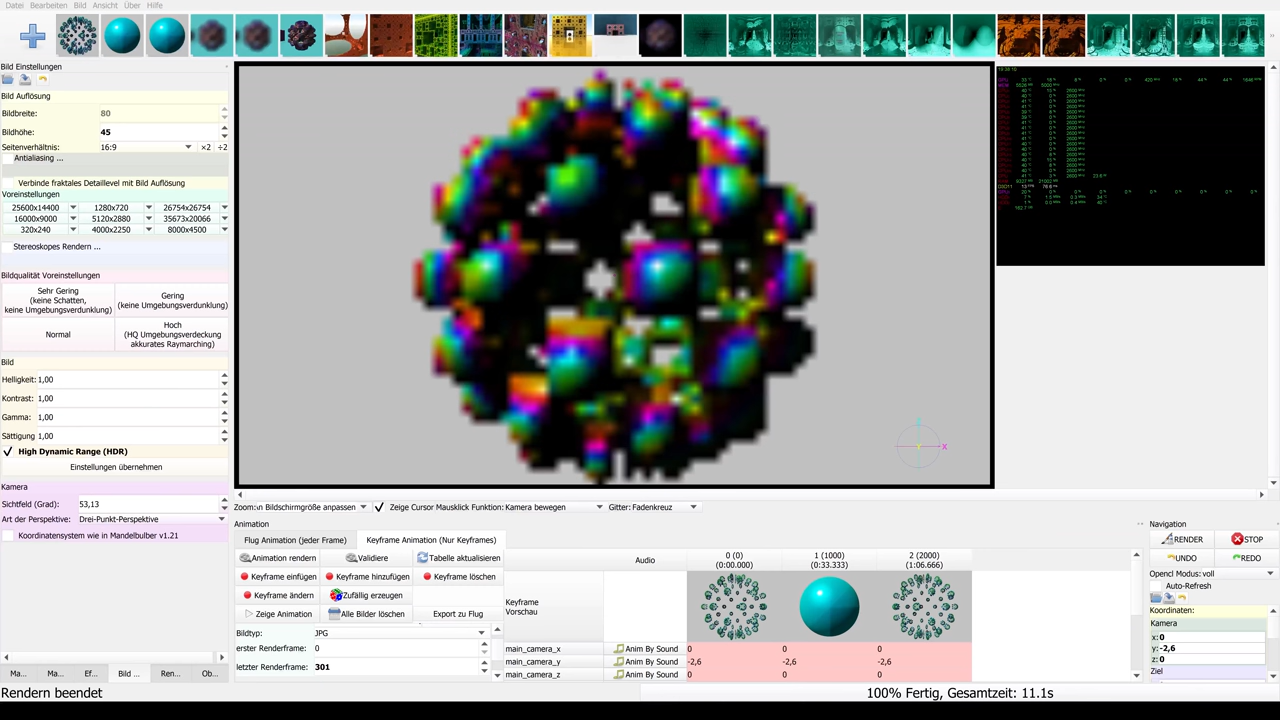 Datei Bearbeiten Bild Ansicht Über Hilfe
Bild Einstellungen
Bild Auflösung
Bildbreite: 80
Bildhöhe: 45
Seitenverhältnis: 16:9 ×2 ÷2
Antialiasing ...
Verbinde fraktales Detaillevel mit Bild Auflösung
Voreinstellungen
25600x14400 1280x720 26754x26754
16000x9000 5120x2880 35673x20066
320x240 4000x2250 8000x4500
Stereoskopes Rendern ...
Bildqualität Voreinstellungen
Sehr Gering
(keine Schatten,
keine Umgebungsverdunklung)
Gering
(keine Umgebungsverdunklung)
Normal
Hoch
(HQ Umgebungsverdeckung
akkurates Raymarching)
Bild
Helligkeit: 1,00
Kontrast: 1,00
Gamma: 1,00
Sättigung 1,00
High Dynamic Range (HDR)
Einstellungen übernehmen
Kamera
Sichtfeld (Grad): 53,13
Art der Perspektive: Drei-Punkt-Perspektive
Koordinatensystem wie in Mandelbulber v1.21
Ma... Ma... Ef... Bild ... Ren... Ob...
Rendern beendet
x
Zoom:n Bildschirmgröße anpassen Zeige Cursor Mausklick Funktion: Kamera bewegen Gitter: Fadenkreuz
Animation
Flug Animation (jeder Frame) Keyframe Animation (Nur Keyframes)
Animation rendern Validiere Tabelle aktualisieren
Keyframe einfügen Keyframe hinzufügen Keyframe löschen
Keyframe ändern Zufällig erzeugen
Zeige Animation Alle Bilder löschen Export zu Flug
Bildtyp: JPG
erster Renderframe: 0
letzter Renderframe: 301
Audio
0 (0)
(0:00.000)
1 (1000)
(0:33.333)
2 (2000)
(1:06.666)
Keyframe
Vorschau
main_camera_x Anim By Sound 0 0 0
main_camera_y Anim By Sound -2,6 -2,6 -2,6
main_camera_z Anim By Sound 0 0 0
Navigation
RENDER STOP
UNDO REDO
Opencl Modus: voll
Auto-Refresh
Koordinaten:
Kamera
x: 0
y: -2,6
z: 0
Ziel
100% Fertig, Gesamtzeit: 11.1s